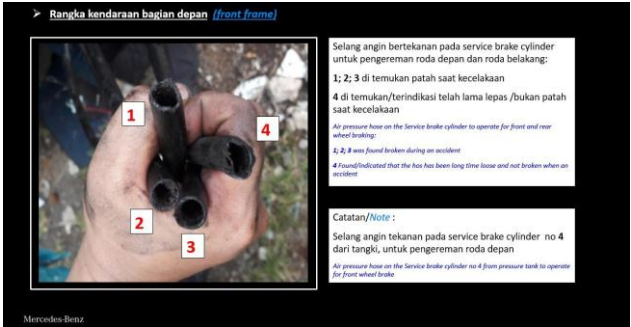 ➤ Rangka kendaraan bagian depan (front frame)
1
4
2
3
Selang angin bertekanan pada service brake cylinder
untuk pengereman roda depan dan roda belakang:
1; 2; 3 di temukan patah saat kecelakaan
4 di temukan/terindikasi telah lama lepas /bukan patah
saat kecelakaan
Air pressure hose on the Service brake cylinder to operate for front and rear
wheel braking:
1; 2; 3 was found broken during an accident
4 Found/indicated that the hos has been long time loose and not broken when an
accident
Catatan/Note :
Selang angin tekanan pada service brake cylinder no 4
dari tangki, untuk pengereman roda depan
Air pressure hose on the Service brake cylinder no 4 from pressure tank to operate
for front wheel brake
Mercedes-Benz